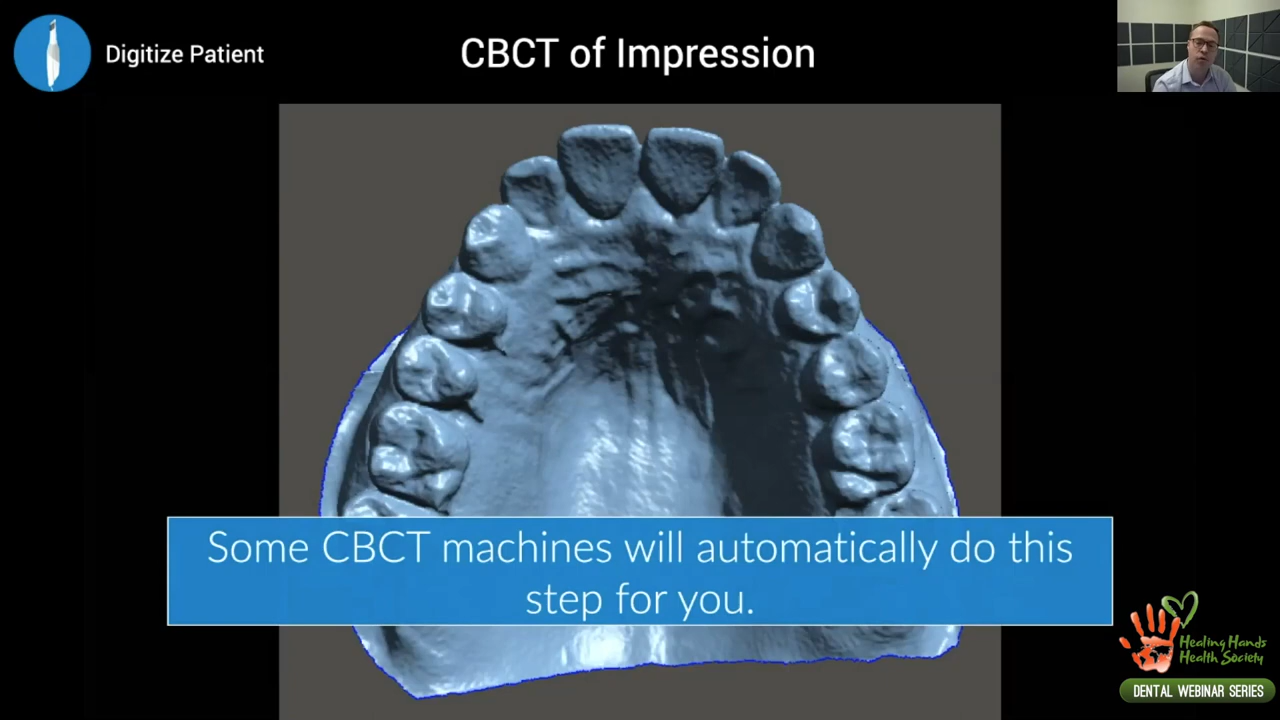 Digitize Patient
CBCT of Impression
Some CBCT machines will automatically do this
step for you.
Healing Hands
Health Society
DENTAL WEBINAR SERIES